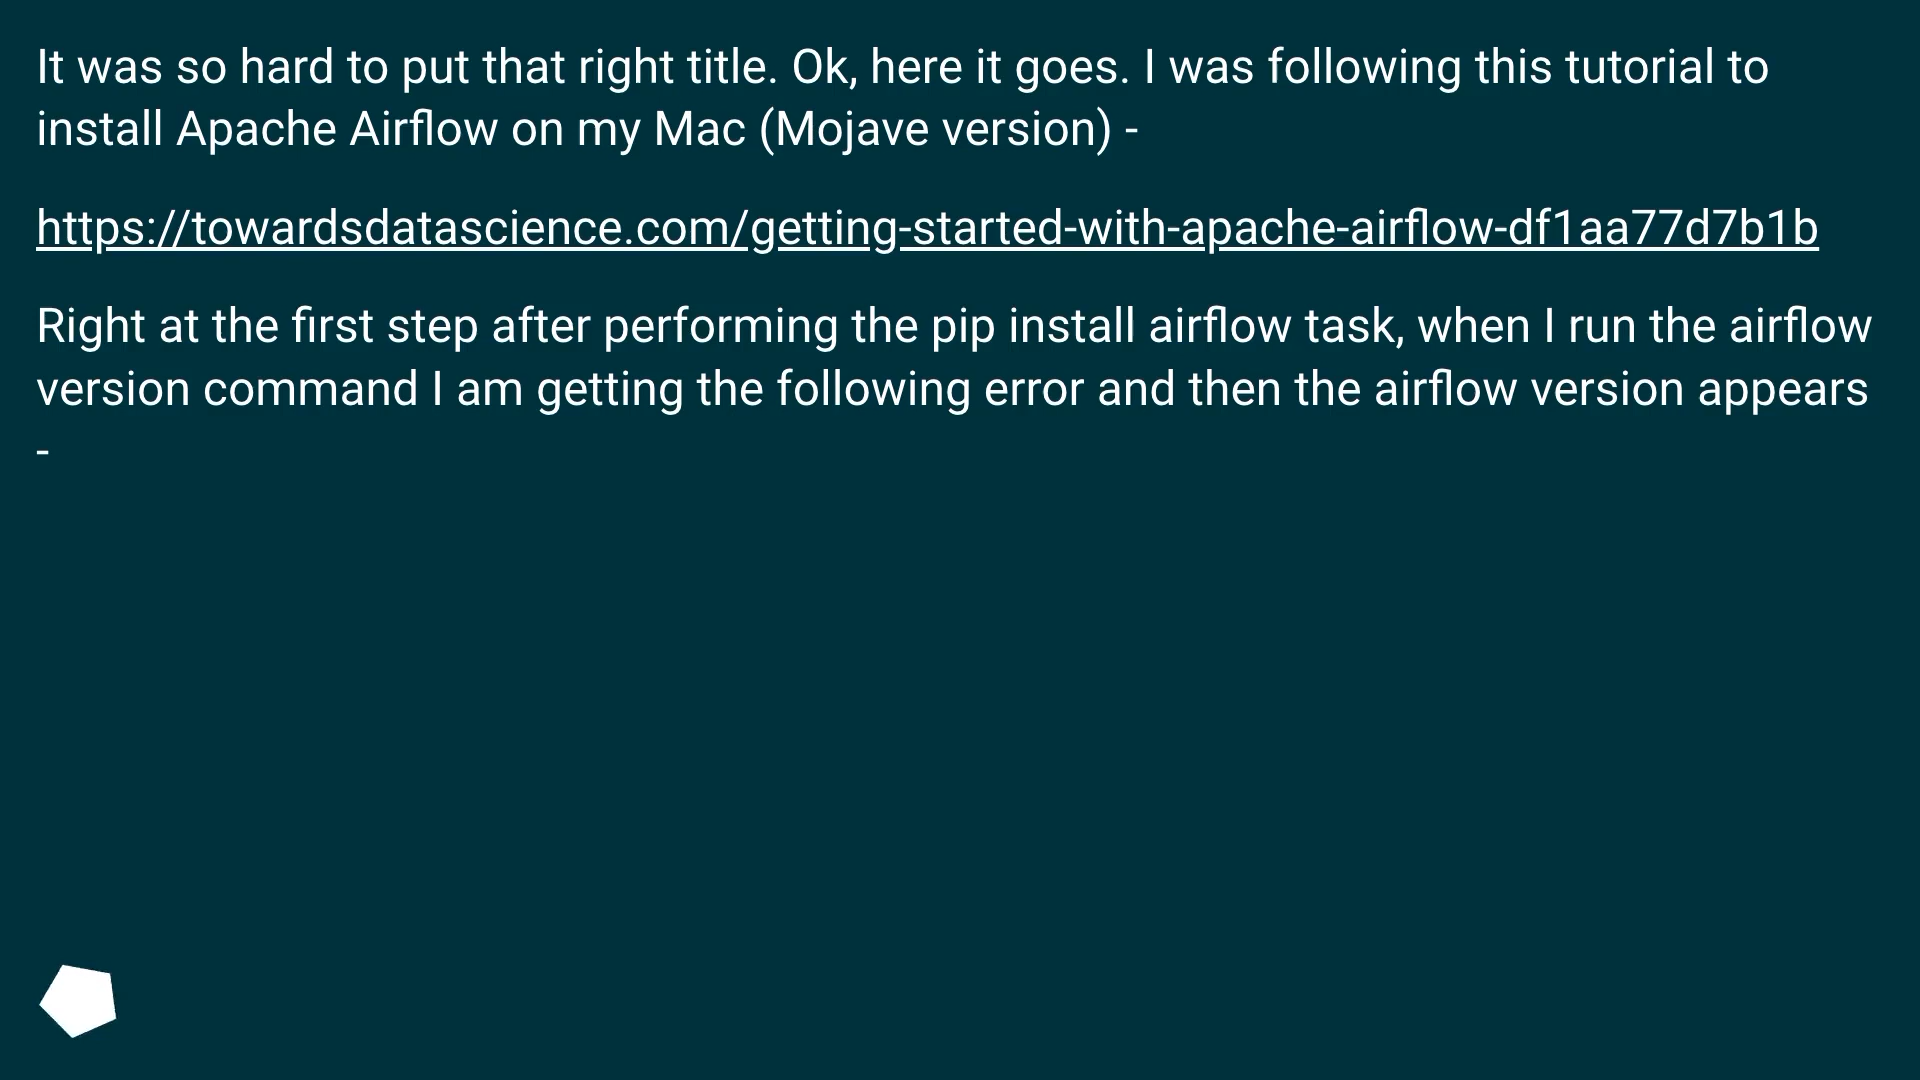 It was so hard to put that right title. Ok, here it goes. I was following this tutorial to
install Apache Airflow on my Mac (Mojave version) -
https://towardsdatascience.com/getting-started-with-apache-airflow-df1aa77d7b1b
Right at the first step after performing the pip install airflow task, when I run the airflow
version command I am getting the following error and then the airflow version appears
-